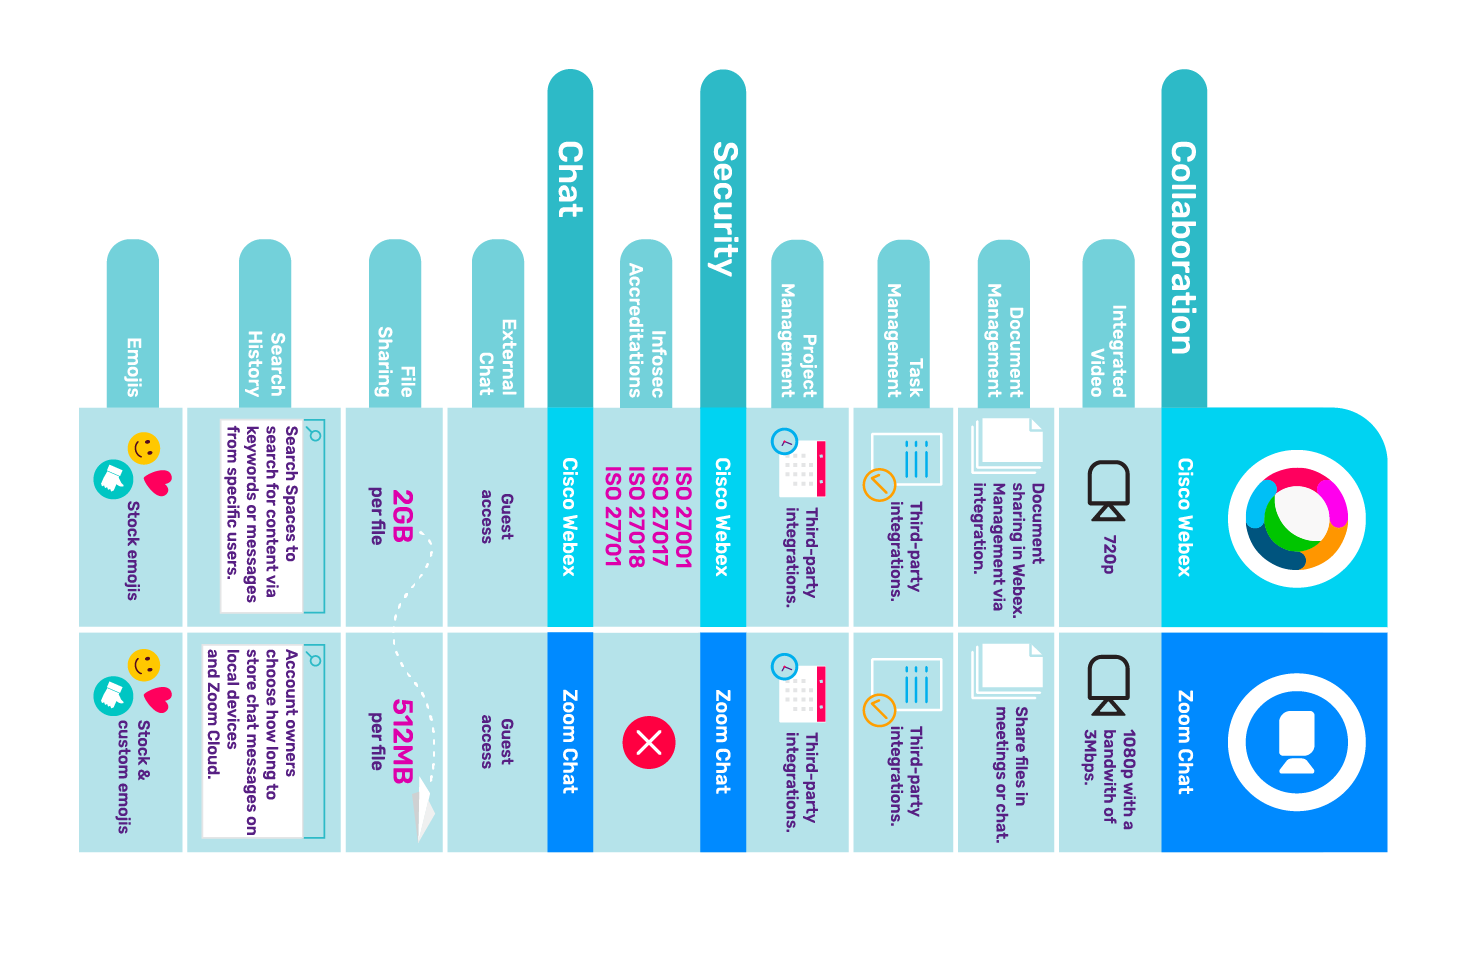 Collaboration
Cisco Webex
Zoom Chat
Integrated
Video
720p
1080p with a
bandwith of
3Mbps.
Document
Management
Document
sharing in Webex.
Management via
integration.
Share files in
meetings or chat.
Task
Management
Third-party
integrations.
Third-party
integrations.
Project
Management
Third-party
integrations.
Third-party
integrations.
Security
Cisco Webex
Zoom Chat
Infosec
Accreditations
ISO 27001
ISO 27017
ISO 27018
ISO 27701
Chat
Cisco Webex
Zoom Chat
External
Chat
Guest
access
Guest
access
File
Sharing
2GB
per file
512MB
per file
Search
History
Search Spaces to
search for content via
keywords or messages
from specific users.
Account owners
choose how long to
store chat messages on
local devices
and Zoom Cloud.
Emojis
Stock emojis
Stock &
custom emojis